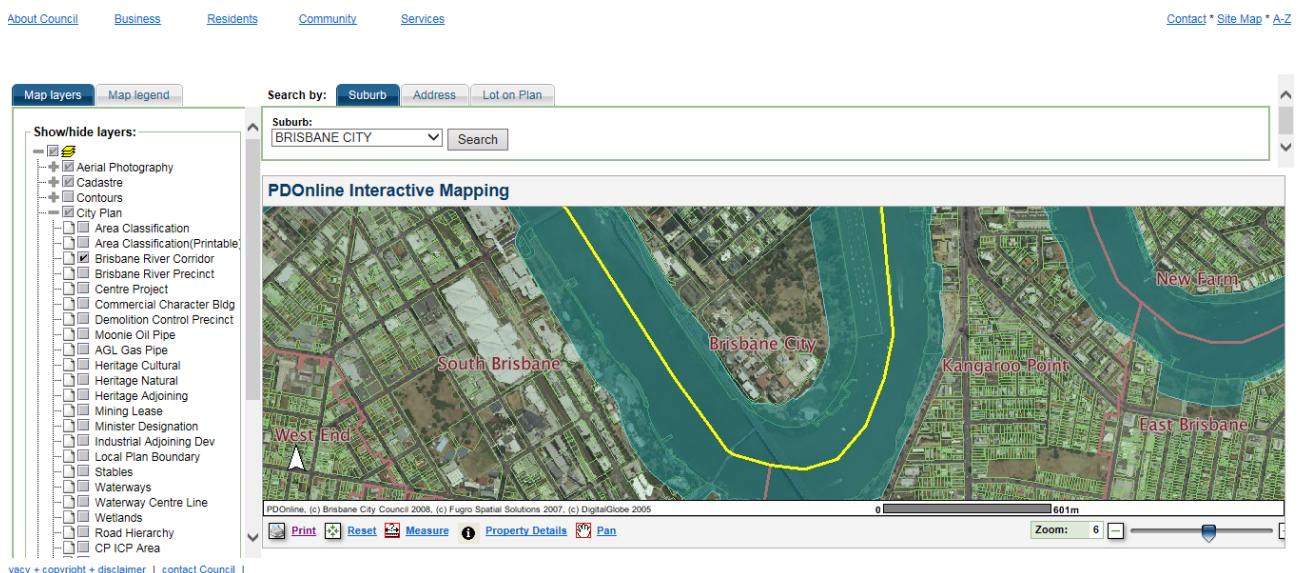 About Council Business Residents Community Services Contact * Site Map * A-Z
Map layers Map legend
Search by: Suburb Address Lot on Plan
Show/hide layers:
Suburb:
BRISBANE CITY Search
Aerial Photography
Cadastre
Contours
City Plan
Area Classification
Area Classification(Printable)
Brisbane River Corridor
Brisbane River Precinct
Centre Project
Commercial Character Bldg
Demolition Control Precinct
Moonie Oil Pipe
AGL Gas Pipe
Heritage Cultural
Heritage Natural
Heritage Adjoining
Mining Lease
Minister Designation
Industrial Adjoining Dev
Local Plan Boundary
Stables
Waterways
Waterway Centre Line
Wetlands
Road Hierarchy
CP ICP Area
PDOnline Interactive Mapping
New Farm
Brisbane City
South Brisbane
Kangaroo Point
East Brisbane
West End
PDOnline, (c) Brisbane City Council 2008, (c) Fugro Spatial Solutions 2007, (c) DigitalGlobe 2005
0 601m
Print Reset Measure Property Details Pan Zoom: 6
vacy + copyright + disclaimer | contact Council |